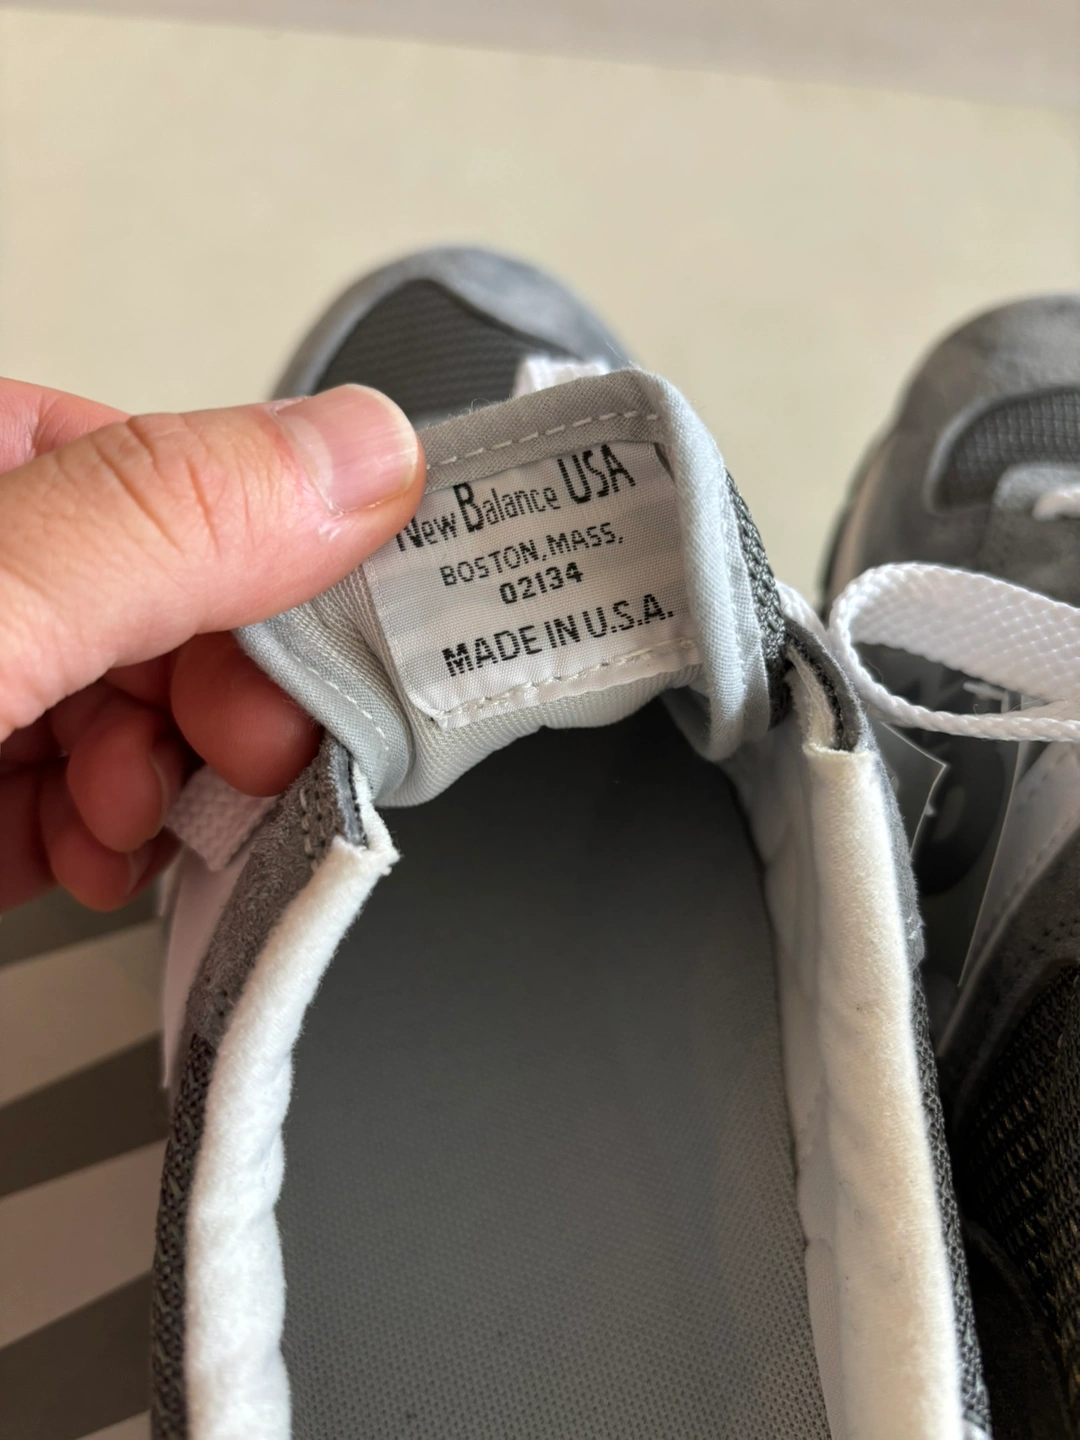 New Balance USA
BOSTON, MASS,
02134
MADE IN U.S.A.